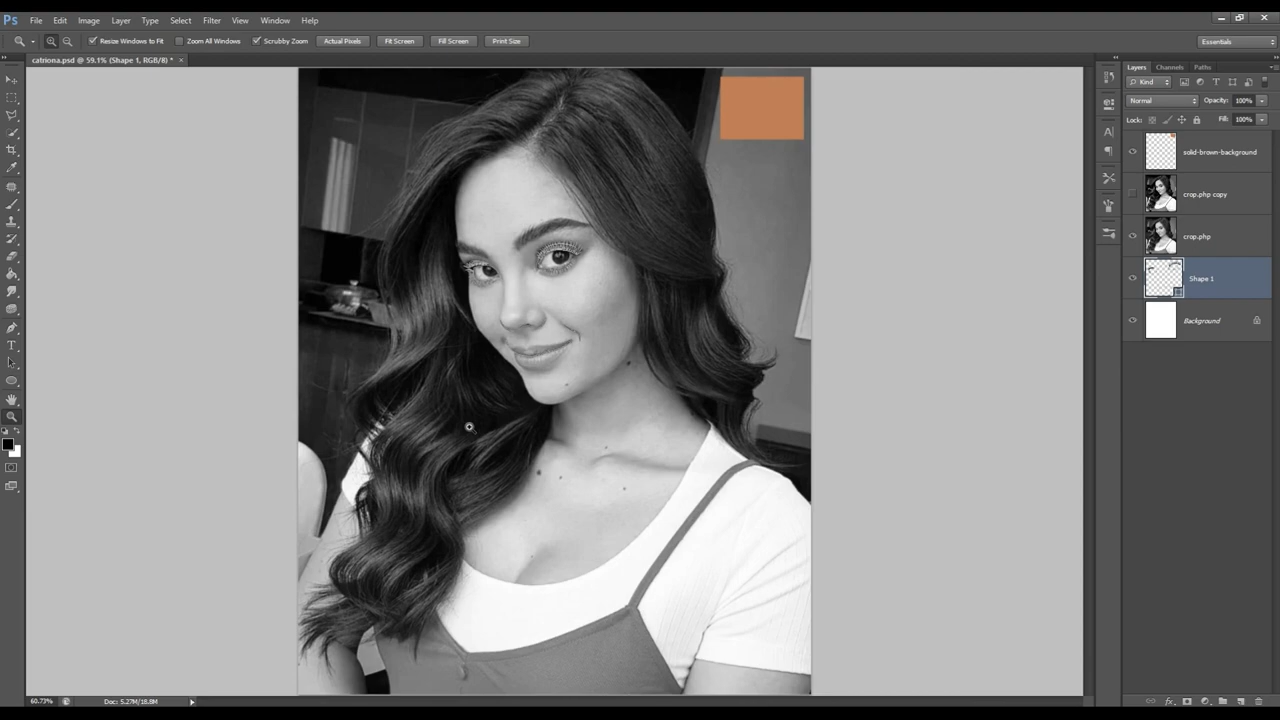 Ps File Edit Image Layer Type Select Filter View Window Help
Resize Windows to Fit Zoom All Windows Scrubby Zoom Actual Pixels Fit Screen Fill Screen Print Size Essentials
catriona.psd @ 59.1% (Shape 1, RGB/8) * ×
Layers Channels Paths
Kind
Normal Opacity: 100%
Lock: Fill: 100%
solid-brown-background
crop.php copy
crop.php
Shape 1
Background
60.73% Doc: 5.27M/18.8M